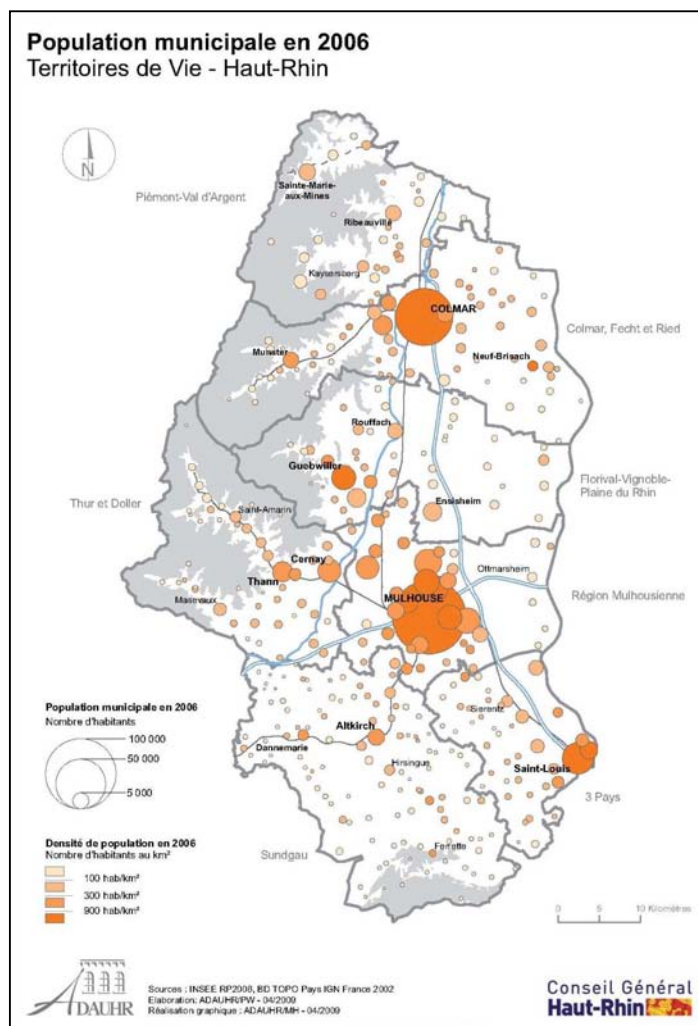 Population municipale en 2006
Territoires de Vie - Haut-Rhin
N
Piémont-Val d'Argent
Sainte-Marie-
aux-Mines
Ribeauvillé
Kaysersberg
COLMAR
Colmar, Fecht et Ried
Munster
Neuf-Brisach
Rouffach
Guebwiller
Ensisheim
Florival-Vignoble-
Plaine du Rhin
Thur et Doller
Saint-Amarin
Cernay
Thann
Ottmarsheim
Masevaux
MULHOUSE
Région Mulhousienne
Population municipale en 2006
Nombre d'habitants
100 000
50 000
5 000
Altkirch
Sierentz
Dannemarie
Hirsingue
Saint-Louis
3 Pays
Densité de population en 2006
Nombre d'habitants au km²
100 hab/km²
300 hab/km²
900 hab/km²
Sundgau
Ferrette
0 5 10 Kilomètres
ADAUHR
Sources : INSEE RP2006, BD TOPO Pays IGN France 2002
Elaboration: ADAUHR/PW - 04/2009
Réalisation graphique : ADAUHR/MH - 04/2009
Conseil Général
Haut-Rhin